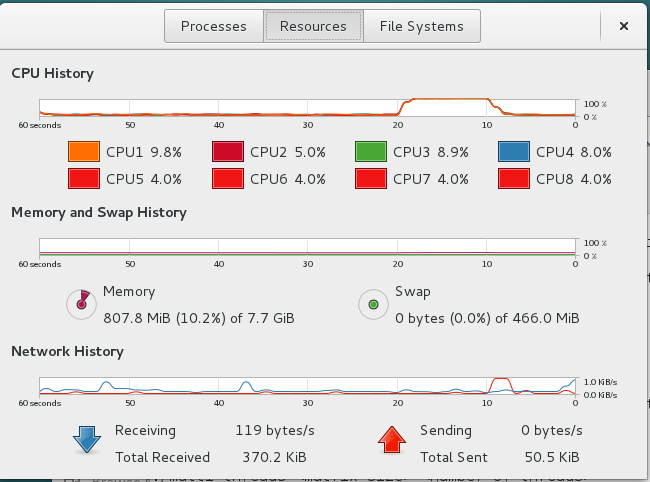 Processes Resources File Systems ×
CPU History
100 %
0 %
60 seconds 50 40 30 20 10 0
CPU1 9.8% CPU2 5.0% CPU3 8.9% CPU4 8.0%
CPU5 4.0% CPU6 4.0% CPU7 4.0% CPU8 4.0%
Memory and Swap History
100 %
0 %
60 seconds 50 40 30 20 10 0
Memory Swap
807.8 MiB (10.2%) of 7.7 GiB 0 bytes (0.0%) of 466.0 MiB
Network History
1.0 KiB/s
0.0 KiB/s
60 seconds 50 40 30 20 10 0
Receiving 119 bytes/s Sending 0 bytes/s
Total Received 370.2 KiB Total Sent 50.5 KiB